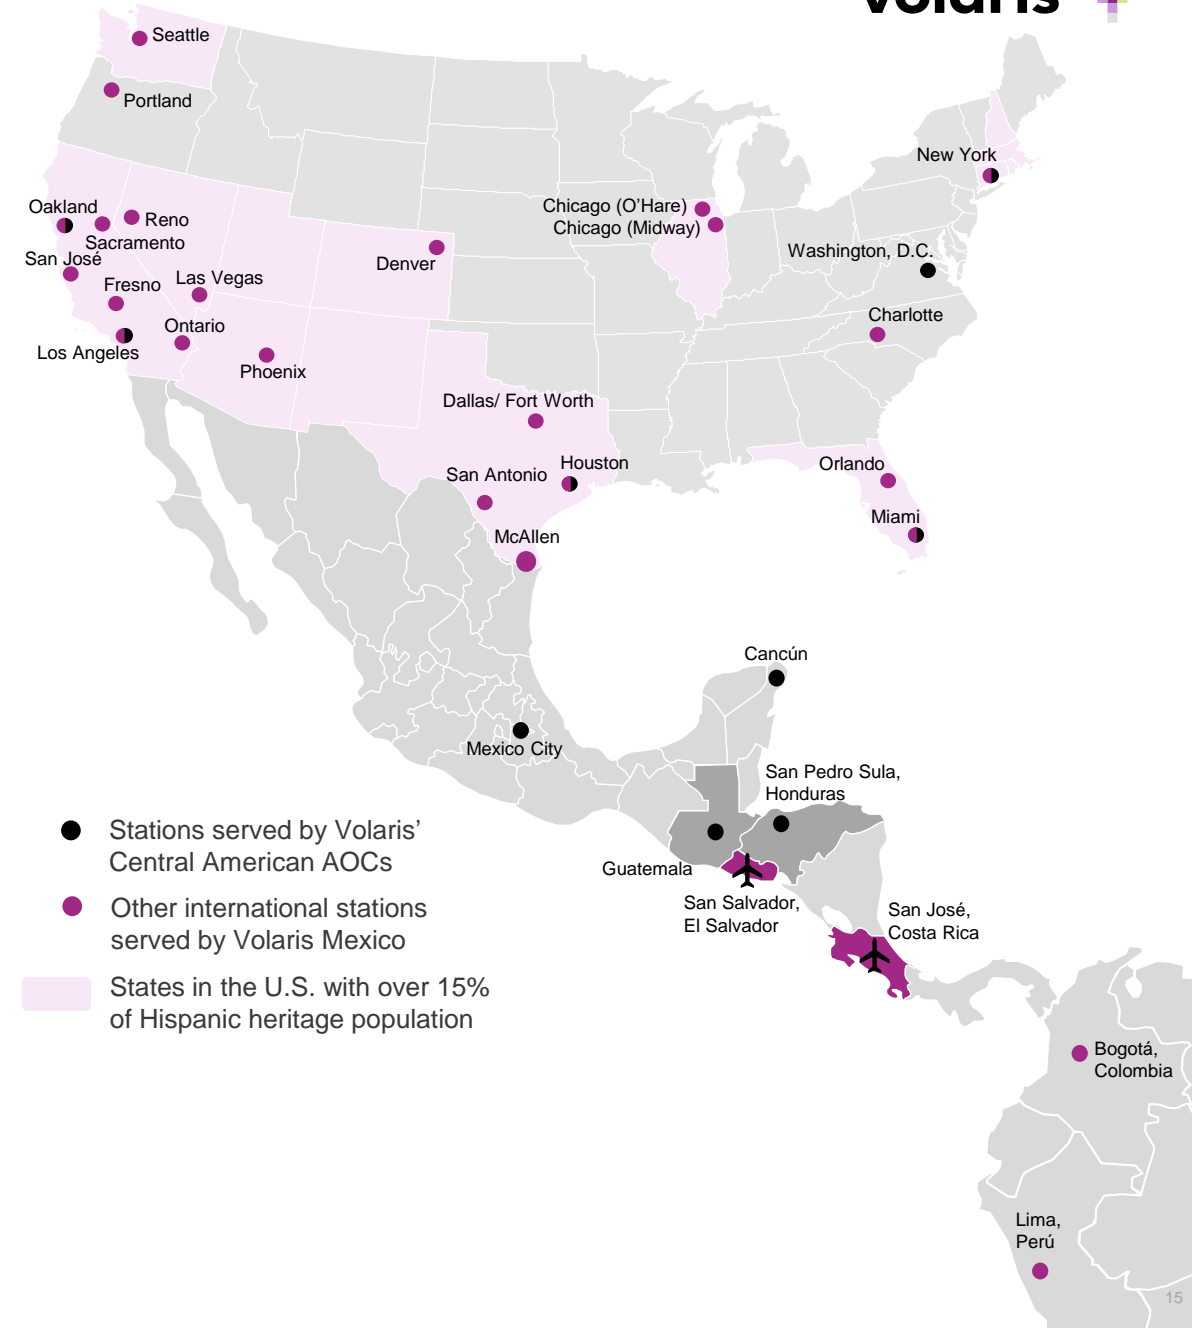 volaris
Seattle
Portland
New York
Oakland
Reno
Chicago (O’Hare)
Chicago (Midway)
Sacramento
Washington, D.C.
San José
Denver
Las Vegas
Fresno
Charlotte
Ontario
Los Angeles
Phoenix
Dallas/ Fort Worth
Houston
Orlando
San Antonio
Miami
McAllen
Cancún
Mexico City
San Pedro Sula,
Honduras
Stations served by Volaris’
Central American AOCs
Guatemala
San Salvador,
El Salvador
San José,
Costa Rica
Other international stations
served by Volaris Mexico
States in the U.S. with over 15%
of Hispanic heritage population
Bogotá,
Colombia
Lima,
Perú
15